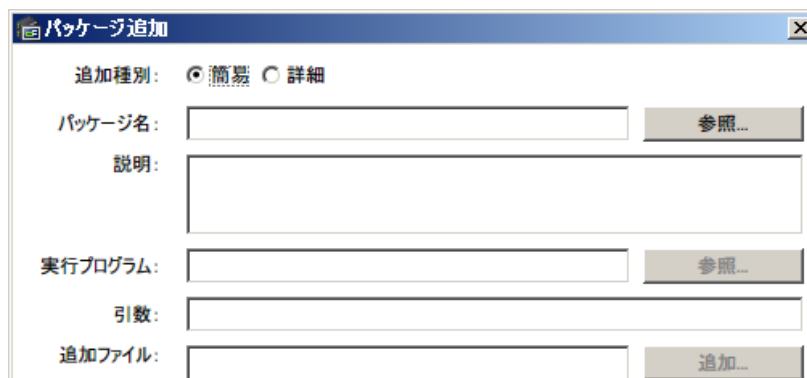 パッケージ追加
追加種別: 簡易 詳細
パッケージ名: 参照...
説明:
実行プログラム: 参照...
引数:
追加ファイル: 追加...